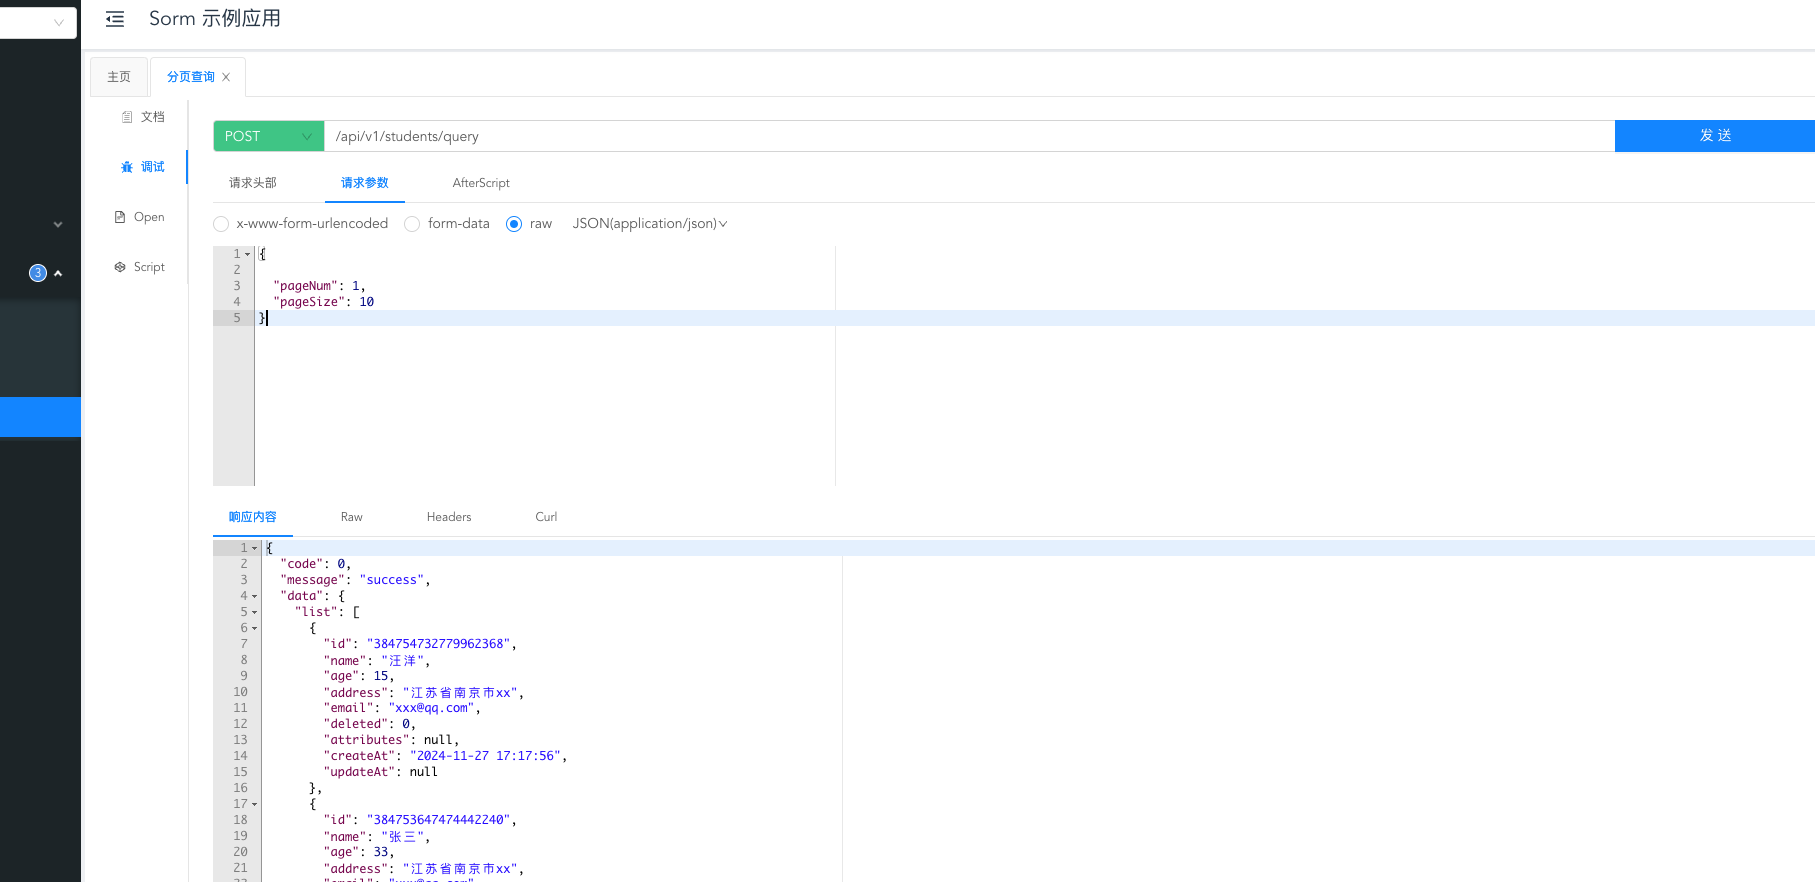 Sorm 示例应用
主页
分页查询
文档
调试
Open
3
Script
POST
/api/v1/students/query
发 送
请求头部
请求参数
AfterScript
x-www-form-urlencoded
form-data
raw
JSON(application/json)
1 {
2
3 "pageNum": 1,
4 "pageSize": 10
5 }
响应内容
Raw
Headers
Curl
1 {
2 "code": 0,
3 "message": "success",
4 "data": {
5 "list": [
6 {
7 "id": "384754732779962368",
8 "name": "汪洋",
9 "age": 15,
10 "address": "江苏省南京市xx",
11 "email": "xxx@qq.com",
12 "deleted": 0,
13 "attributes": null,
14 "createAt": "2024-11-27 17:17:56",
15 "updateAt": null
16 },
17 {
18 "id": "384753647474442240",
19 "name": "张三",
20 "age": 33,
21 "address": "江苏省南京市xx",